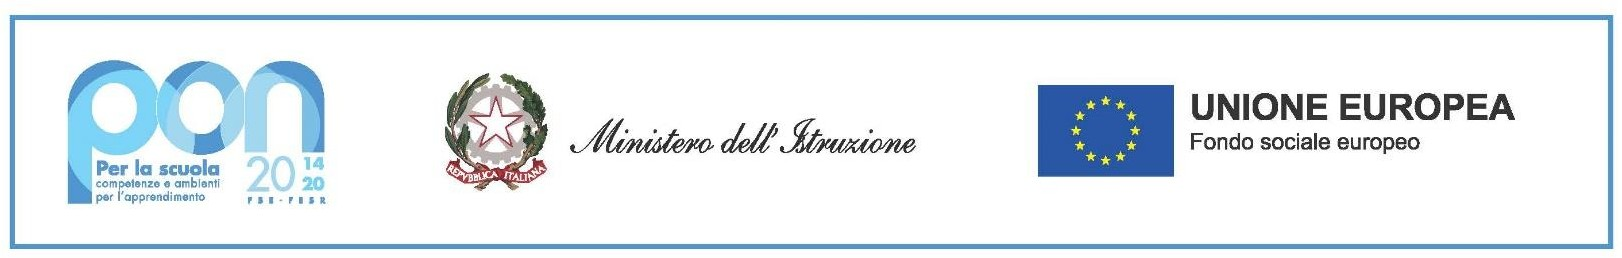 pon
Per la scuola
competenze e ambienti
per l'apprendimento
20 14
20
FSE-FESR
REPVBBLICA ITALIANA
Ministero dell'Istruzione
UNIONE EUROPEA
Fondo sociale europeo